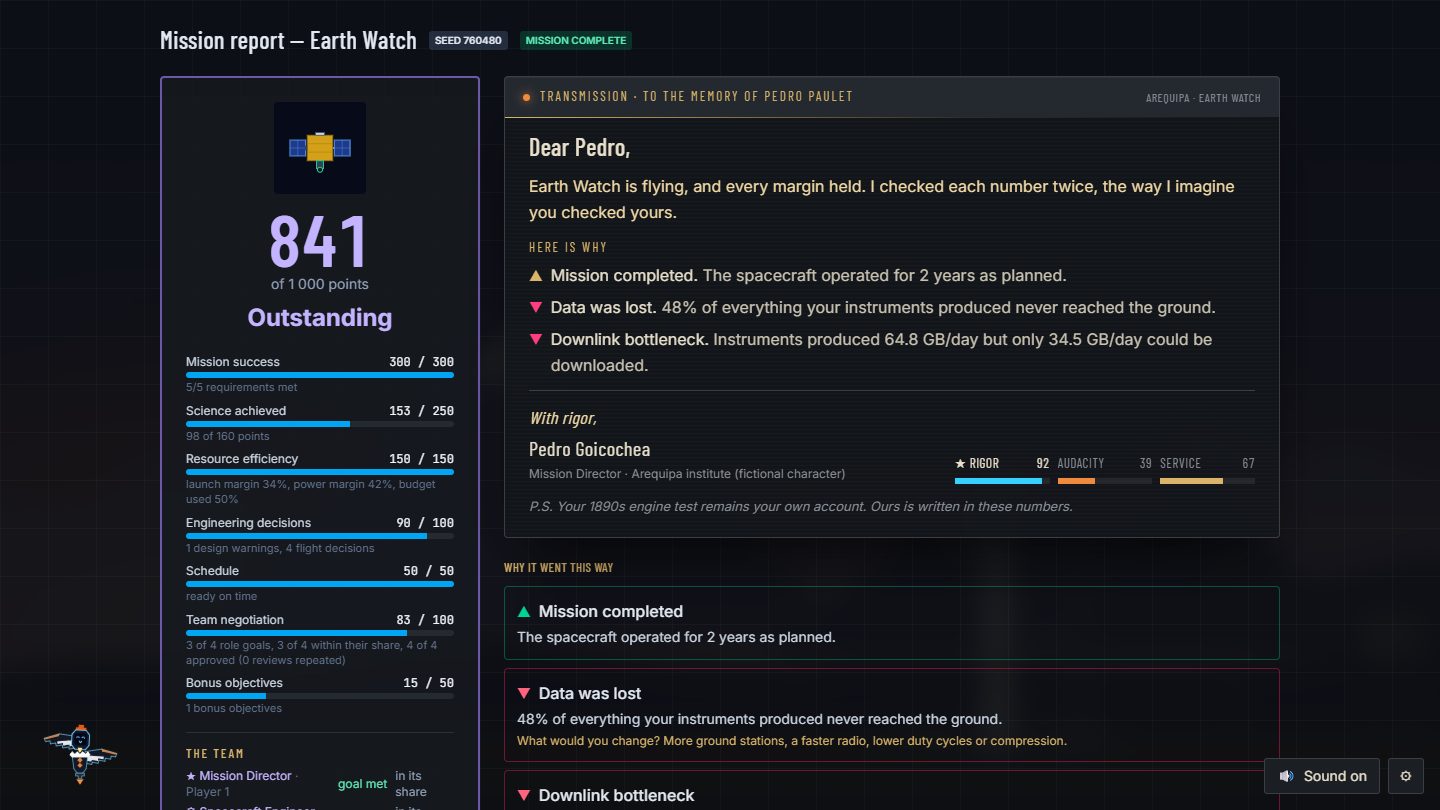 Mission report – Earth Watch
SEED 760480
MISSION COMPLETE
841
of 1 000 points
Outstanding
Mission success 300 / 300
5/5 requirements met
Science achieved 153 / 250
98 of 160 points
Resource efficiency 150 / 150
launch margin 34%, power margin 42%, budget
used 50%
Engineering decisions 90 / 100
1 design warnings, 4 flight decisions
Schedule 50 / 50
ready on time
Team negotiation 83 / 100
3 of 4 role goals, 3 of 4 within their share, 4 of 4
approved (0 reviews repeated)
Bonus objectives 15 / 50
1 bonus objectives
THE TEAM
★ Mission Director ·
Player 1
goal met
in its
share
Spacecraft Engineer
in its
TRANSMISSION · TO THE MEMORY OF PEDRO PAULET
AREQUIPA · EARTH WATCH
Dear Pedro,
Earth Watch is flying, and every margin held. I checked each number twice, the way I imagine
you checked yours.
HERE IS WHY
▲ Mission completed. The spacecraft operated for 2 years as planned.
▼ Data was lost. 48% of everything your instruments produced never reached the ground.
▼ Downlink bottleneck. Instruments produced 64.8 GB/day but only 34.5 GB/day could be
downloaded.
With rigor,
Pedro Goicochea
Mission Director · Arequipa institute (fictional character)
★ RIGOR 92 AUDACITY 39 SERVICE 67
P.S. Your 1890s engine test remains your own account. Ours is written in these numbers.
WHY IT WENT THIS WAY
▲ Mission completed
The spacecraft operated for 2 years as planned.
▼ Data was lost
48% of everything your instruments produced never reached the ground.
What would you change? More ground stations, a faster radio, lower duty cycles or compression.
▼ Downlink bottleneck
Sound on